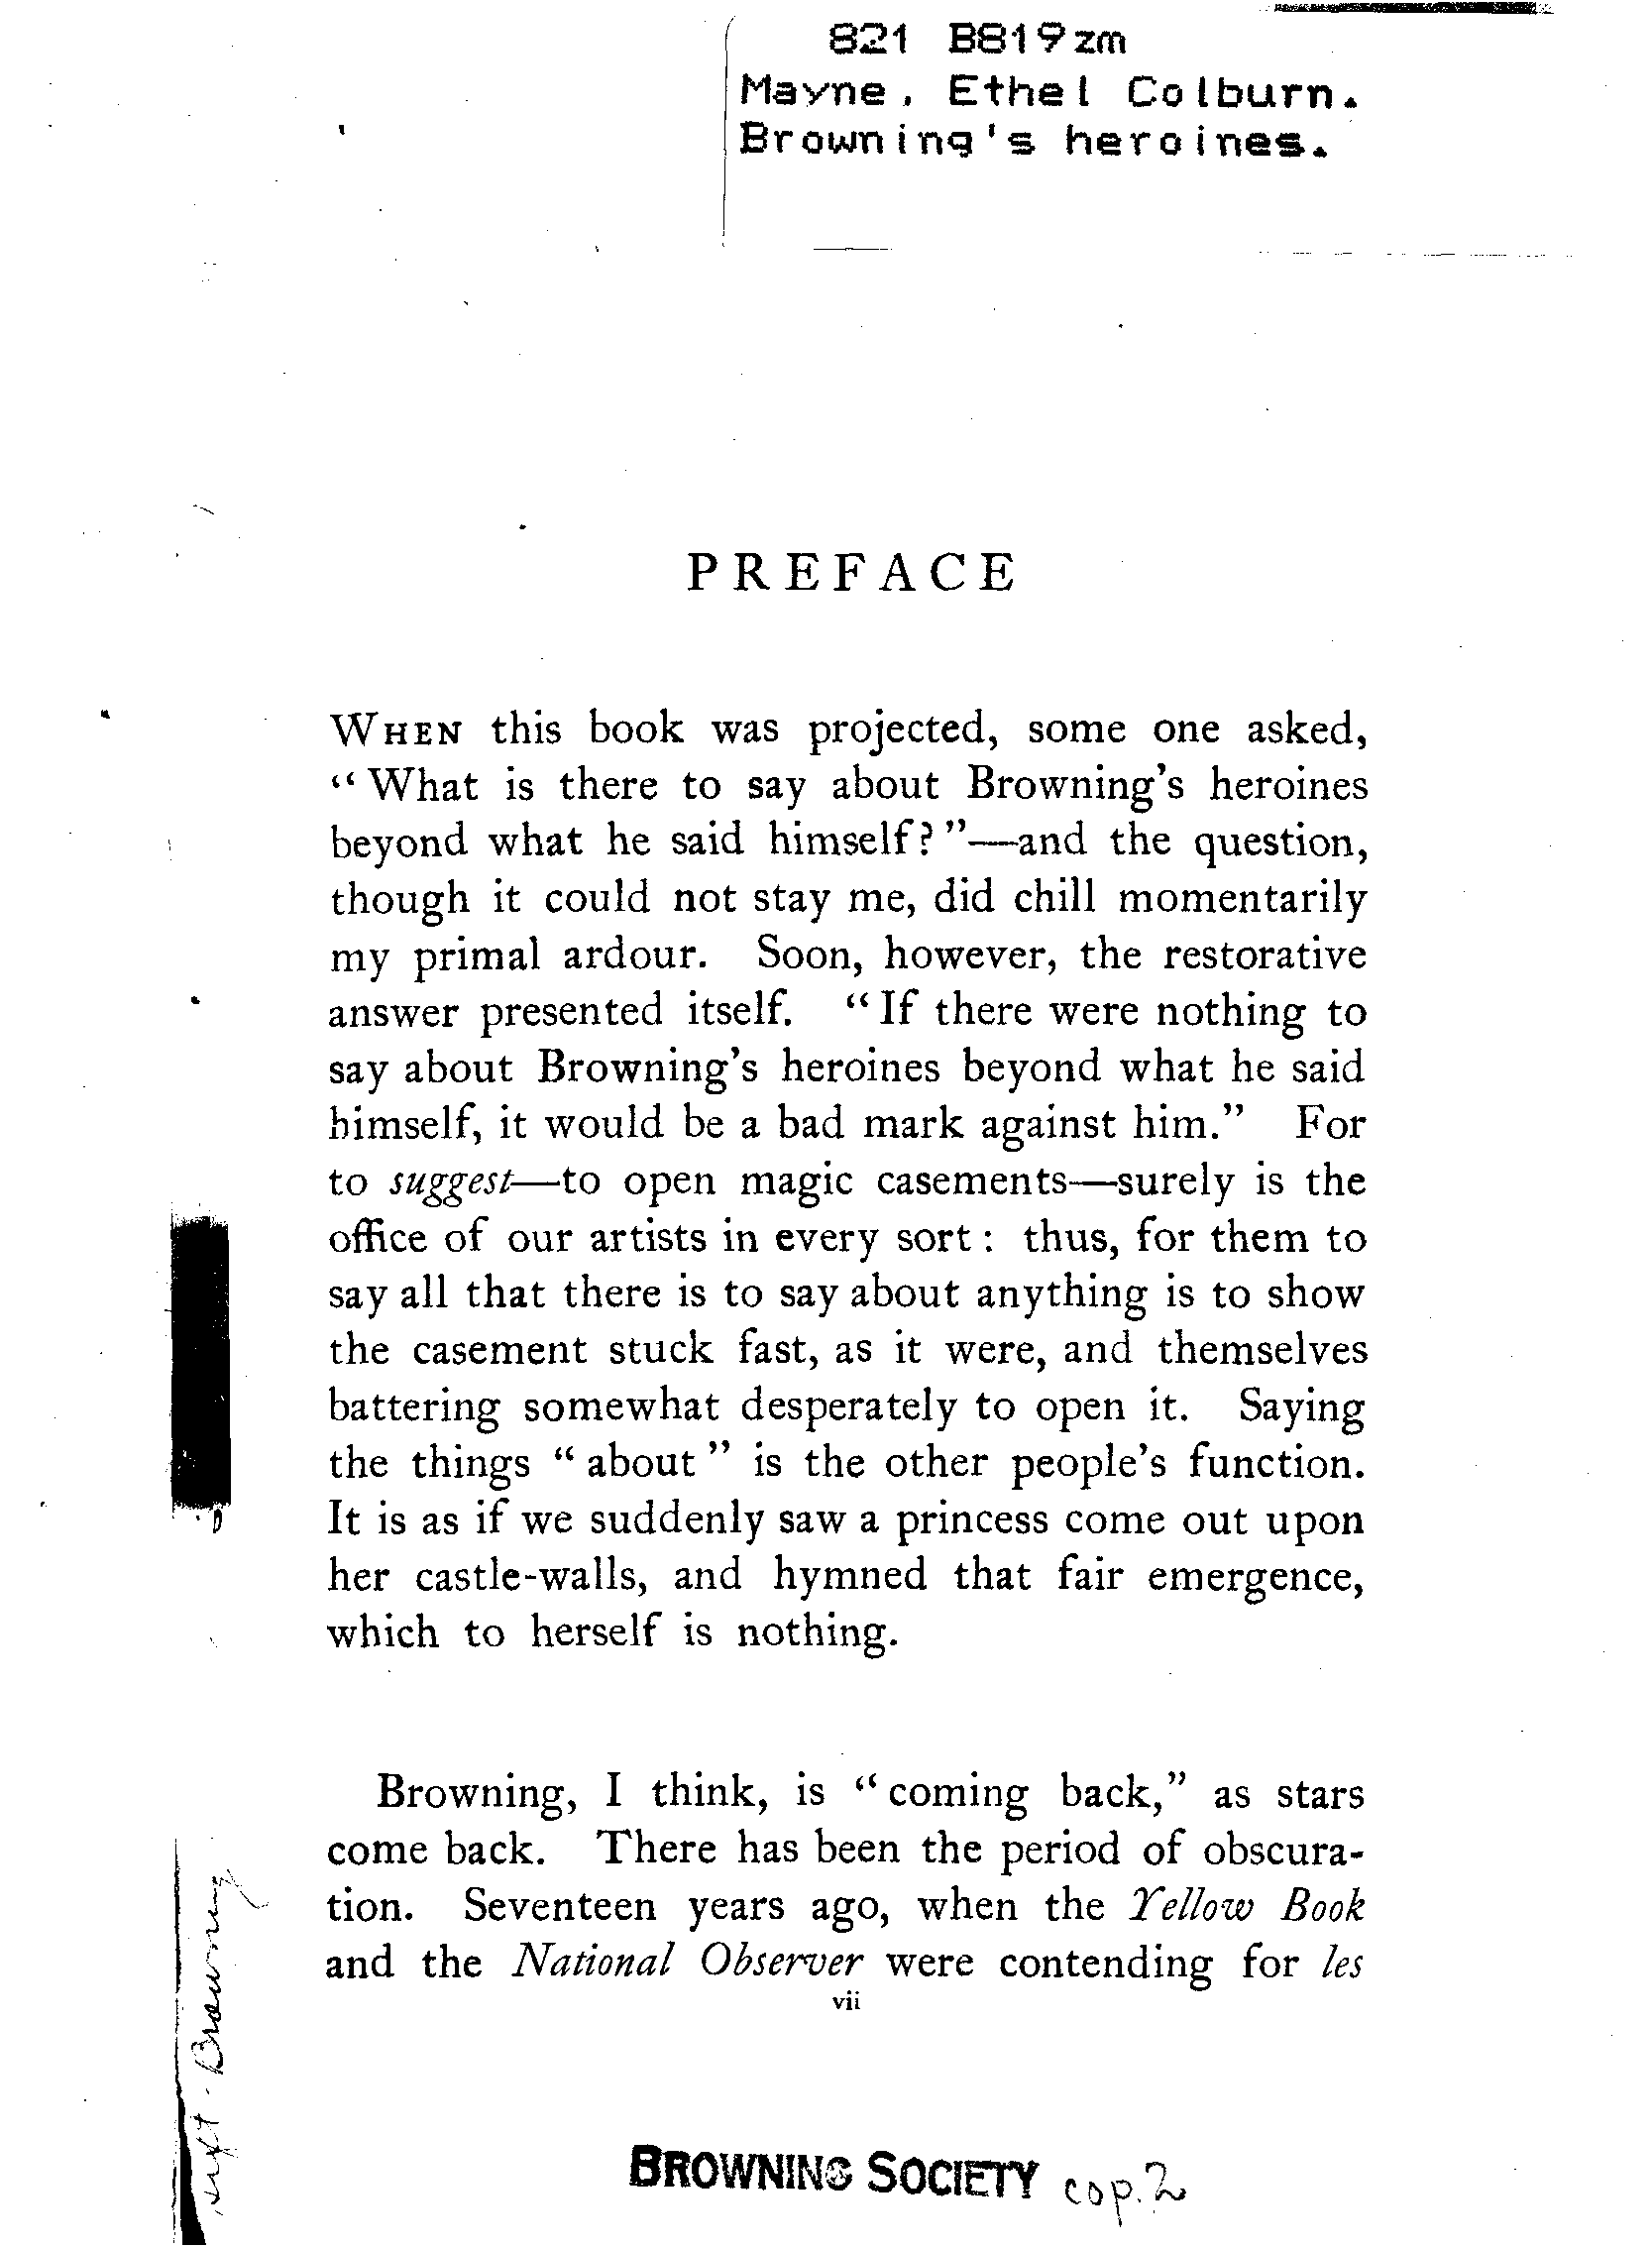 821 B819zm
Mayne, Ethel Colburn.
Browning's heroines.
PREFACE
WHEN this book was projected, some one asked,
“What is there to say about Browning's heroines
beyond what he said himself?”—and the question,
though it could not stay me, did chill momentarily
my primal ardour. Soon, however, the restorative
answer presented itself. “If there were nothing to
say about Browning's heroines beyond what he said
himself, it would be a bad mark against him.” For
to suggest—to open magic casements—surely is the
office of our artists in every sort: thus, for them to
say all that there is to say about anything is to show
the casement stuck fast, as it were, and themselves
battering somewhat desperately to open it. Saying
the things “about” is the other people's function.
It is as if we suddenly saw a princess come out upon
her castle-walls, and hymned that fair emergence,
which to herself is nothing.
Browning, I think, is “coming back,” as stars
come back. There has been the period of obscura-
tion. Seventeen years ago, when the Yellow Book
and the National Observer were contending for les
vii
Gift - Browning
BROWNING SOCIETY cop. 2